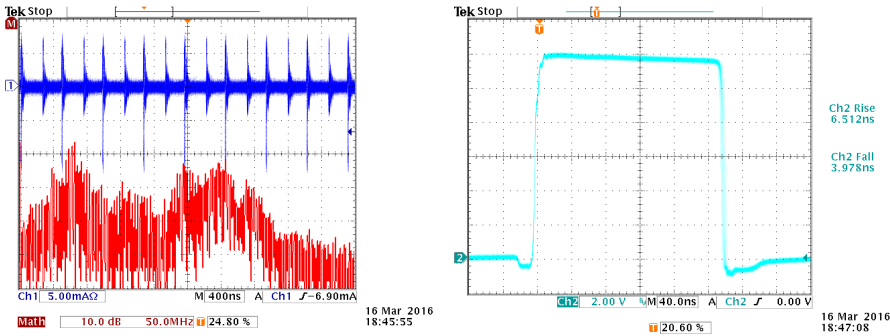 Tek Stop
M
1
Ch1 5.00mAΩ M 400ns A Ch1 ∫ -6.90mA
Math 10.0 dB 50.0MHz T 24.80 %
16 Mar 2016
18:45:55
Tek Stop
T
T
2
Ch2 Rise
6.512ns
Ch2 Fall
3.978ns
Ch2 2.00 V M 40.0ns A Ch2 ∫ 0.00 V
T 20.60 %
16 Mar 2016
18:47:08